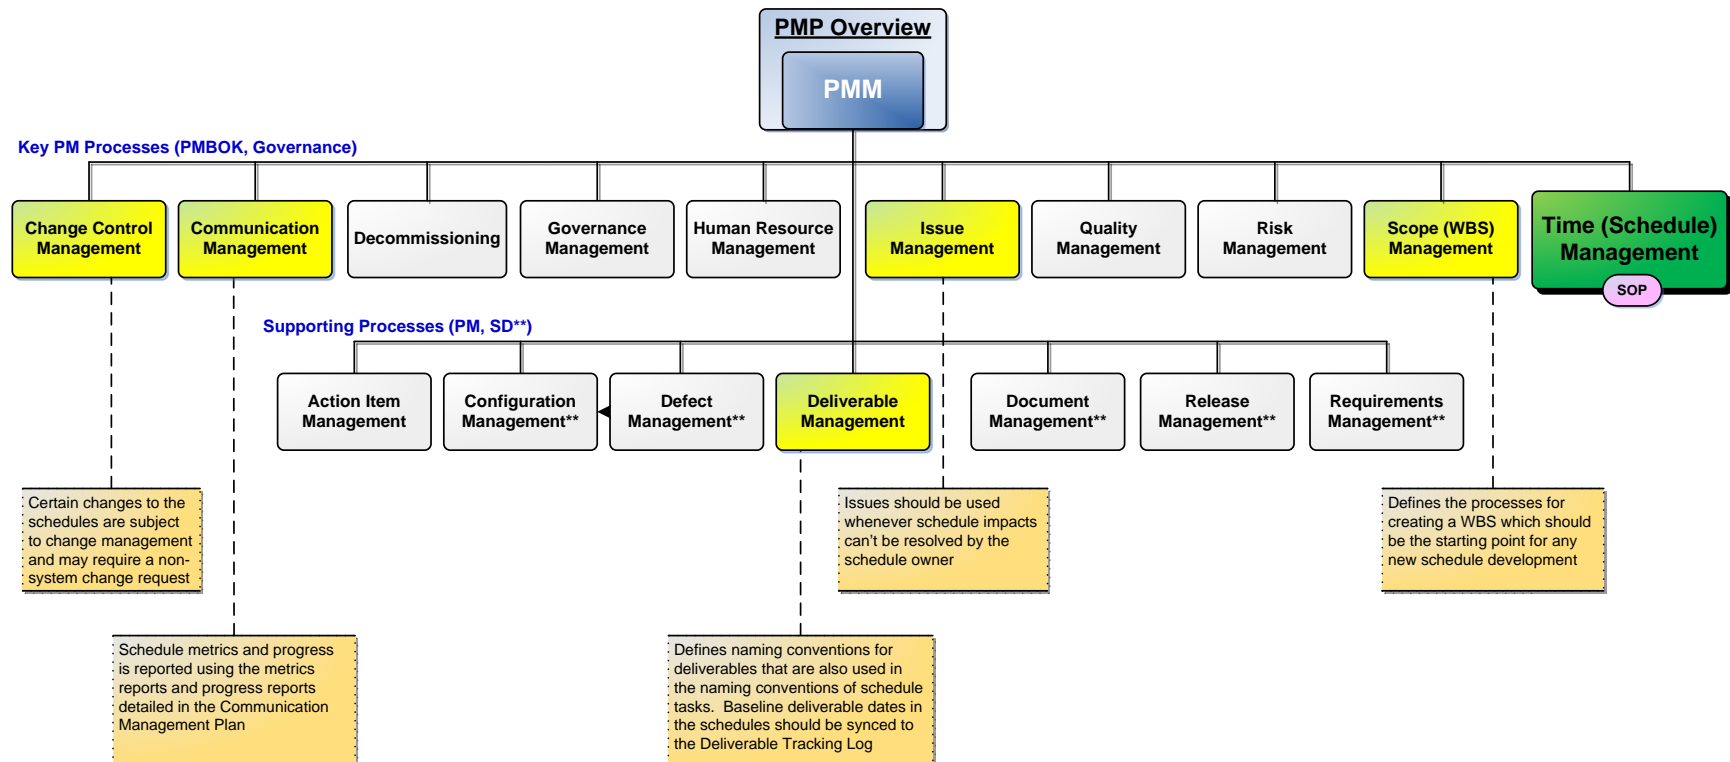 PMP Overview
PMM
Key PM Processes (PMBOK, Governance)
Change Control
Management
Communication
Management
Decommissioning
Governance
Management
Human Resource
Management
Issue
Management
Quality
Management
Risk
Management
Scope (WBS)
Management
Time (Schedule)
Management
SOP
Supporting Processes (PM, SD**)
Action Item
Management
Configuration
Management**
Defect
Management**
Deliverable
Management
Document
Management**
Release
Management**
Requirements
Management**
Certain changes to the
schedules are subject
to change management
and may require a non-
system change request
Issues should be used
whenever schedule impacts
can't be resolved by the
schedule owner
Defines the processes for
creating a WBS which should
be the starting point for any
new schedule development
Schedule metrics and progress
is reported using the metrics
reports and progress reports
detailed in the Communication
Management Plan
Defines naming conventions for
deliverables that are also used in
the naming conventions of schedule
tasks.  Baseline deliverable dates in
the schedules should be synced to
the Deliverable Tracking Log